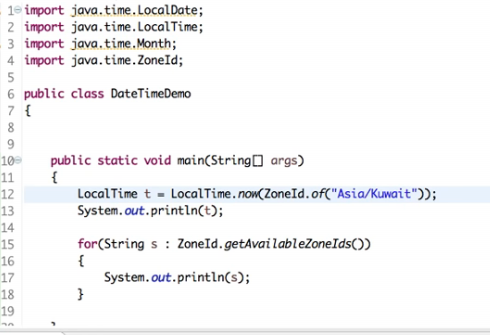 1 import java.time.LocalDate;
2 import java.time.LocalTime;
3 import java.time.Month;
4 import java.time.ZoneId;
5
6 public class DateTimeDemo
7 {
8
9
10 public static void main(String[] args)
11 {
12 LocalTime t = LocalTime.now(ZoneId.of("Asia/Kuwait"));
13 System.out.println(t);
14
15 for(String s : ZoneId.getAvailableZoneIds())
16 {
17 System.out.println(s);
18 }
19